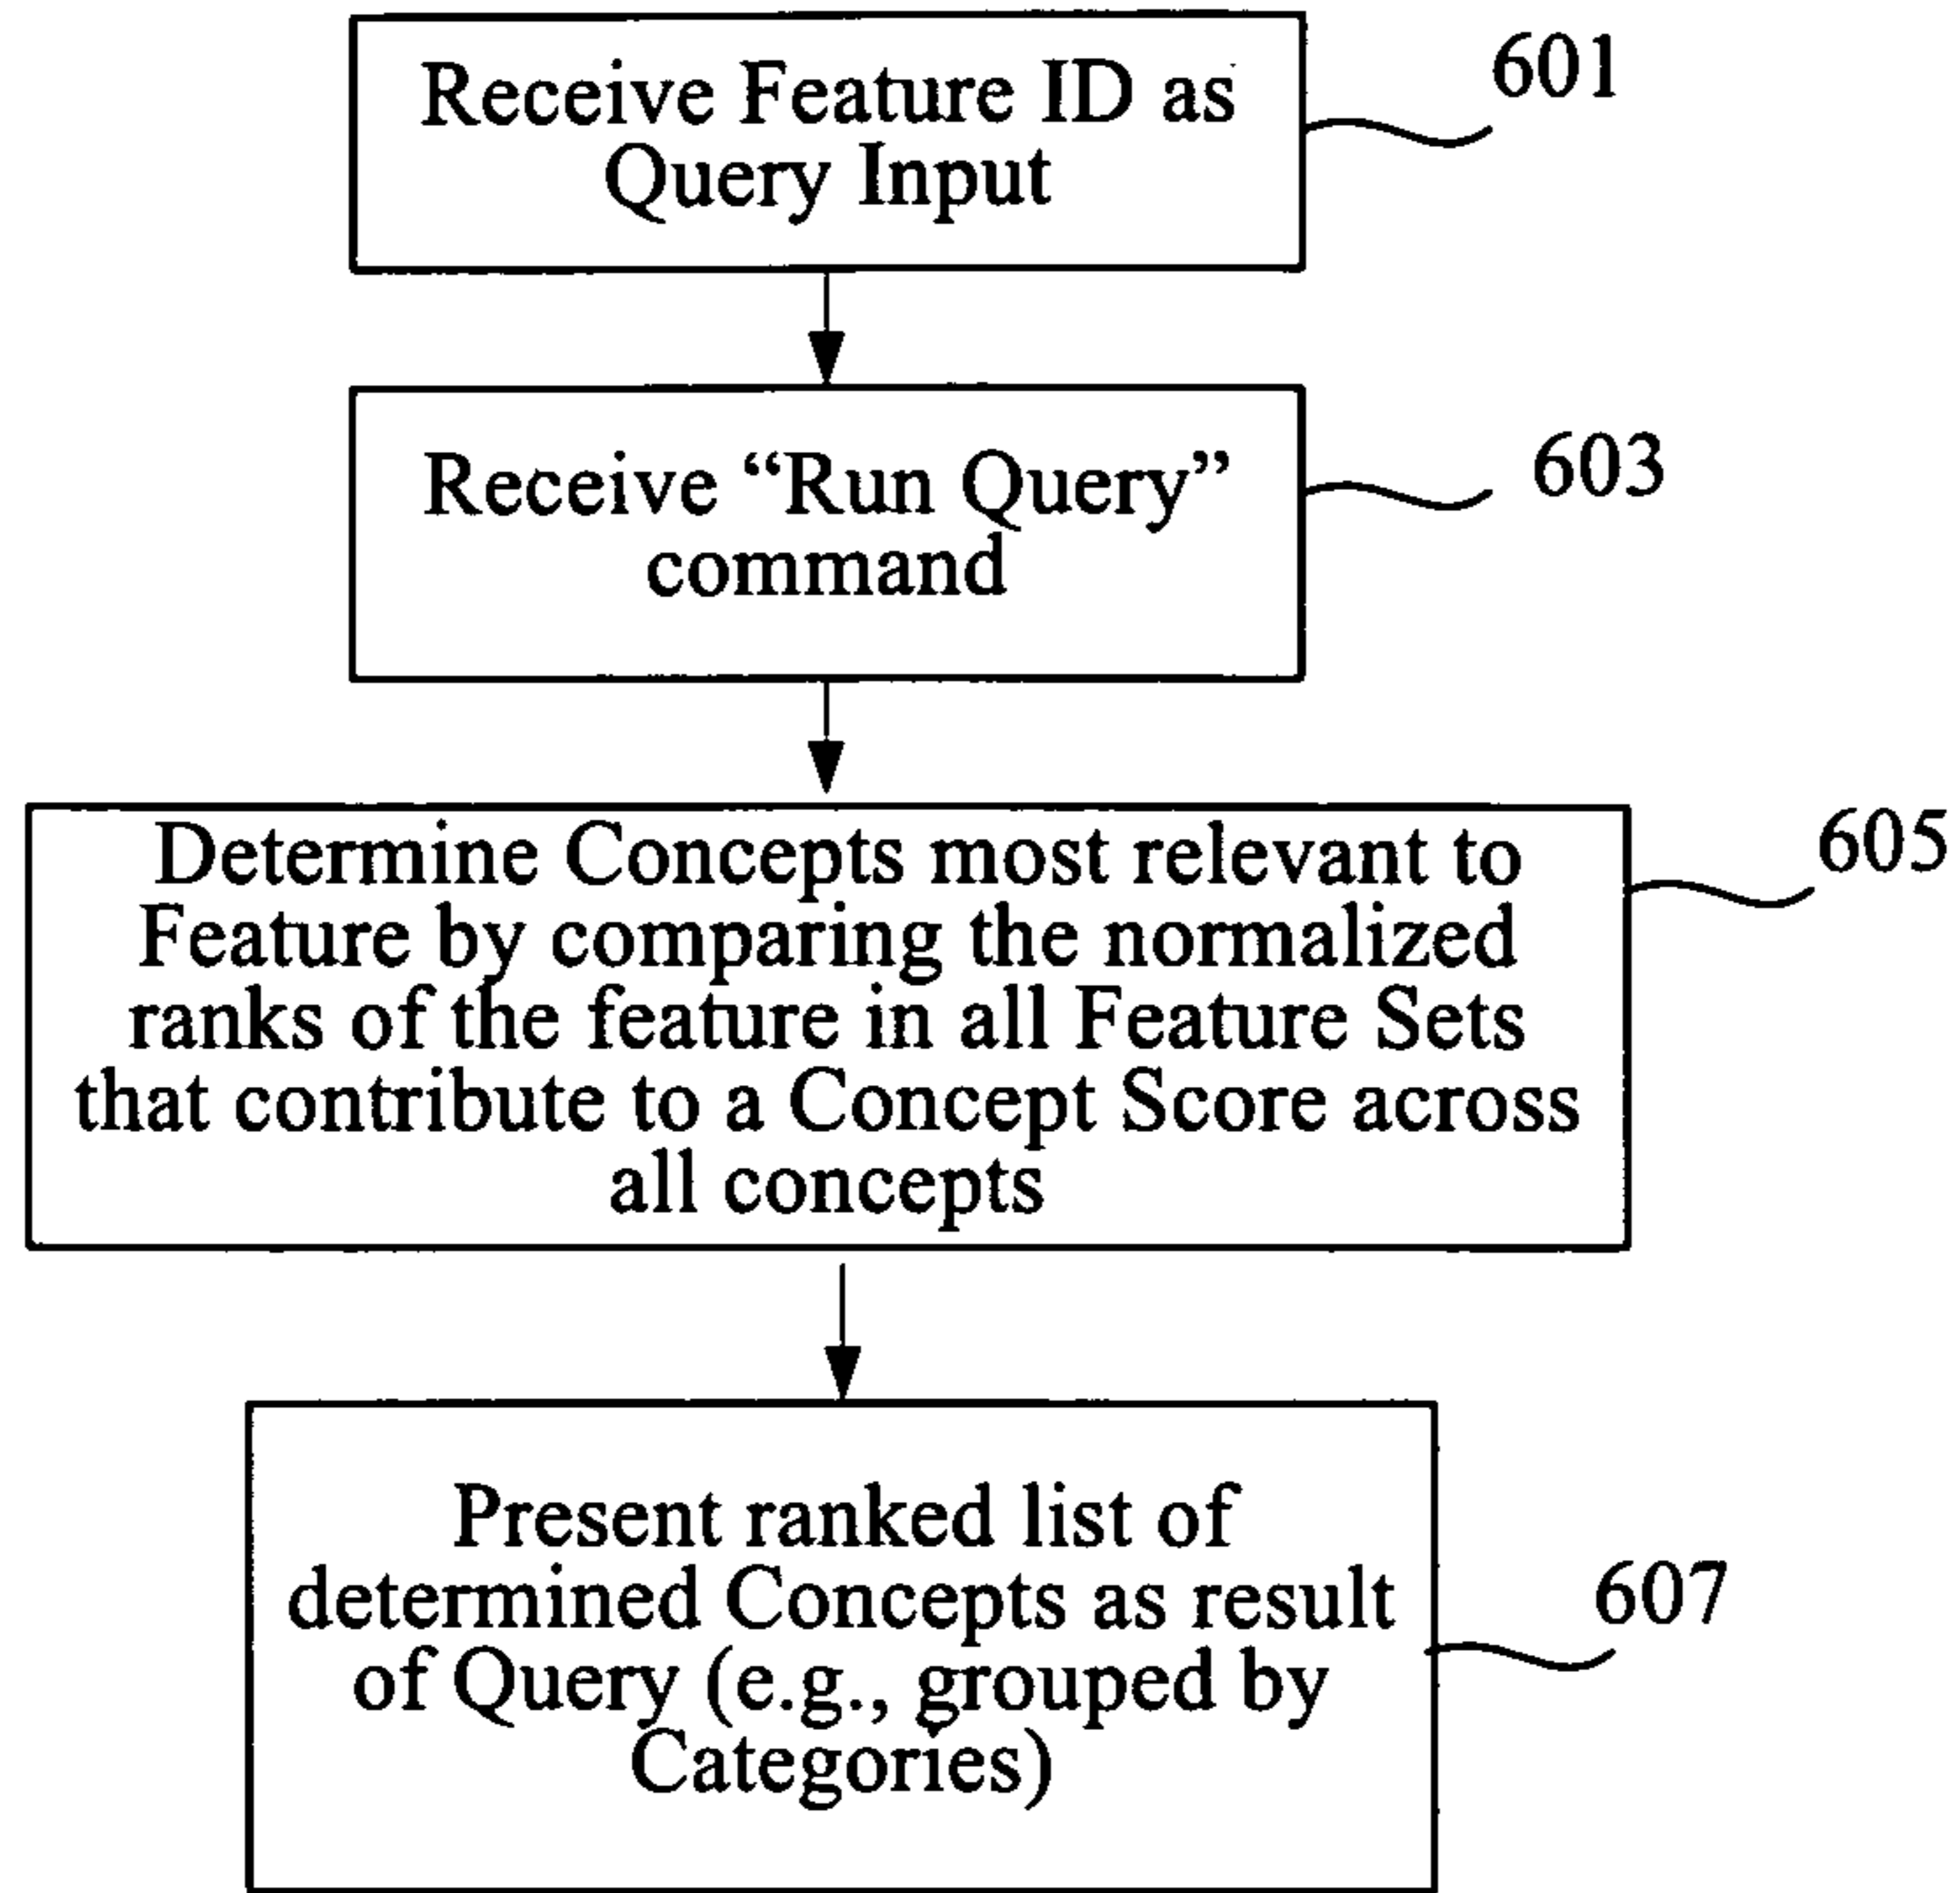 Receive Feature ID as
Query Input
601
Receive “Run Query”
command
603
Determine Concepts most relevant to
Feature by comparing the normalized
ranks of the feature in all Feature Sets
that contribute to a Concept Score across
all concepts
605
Present ranked list of
determined Concepts as result
of Query (e.g., grouped by
Categories)
607